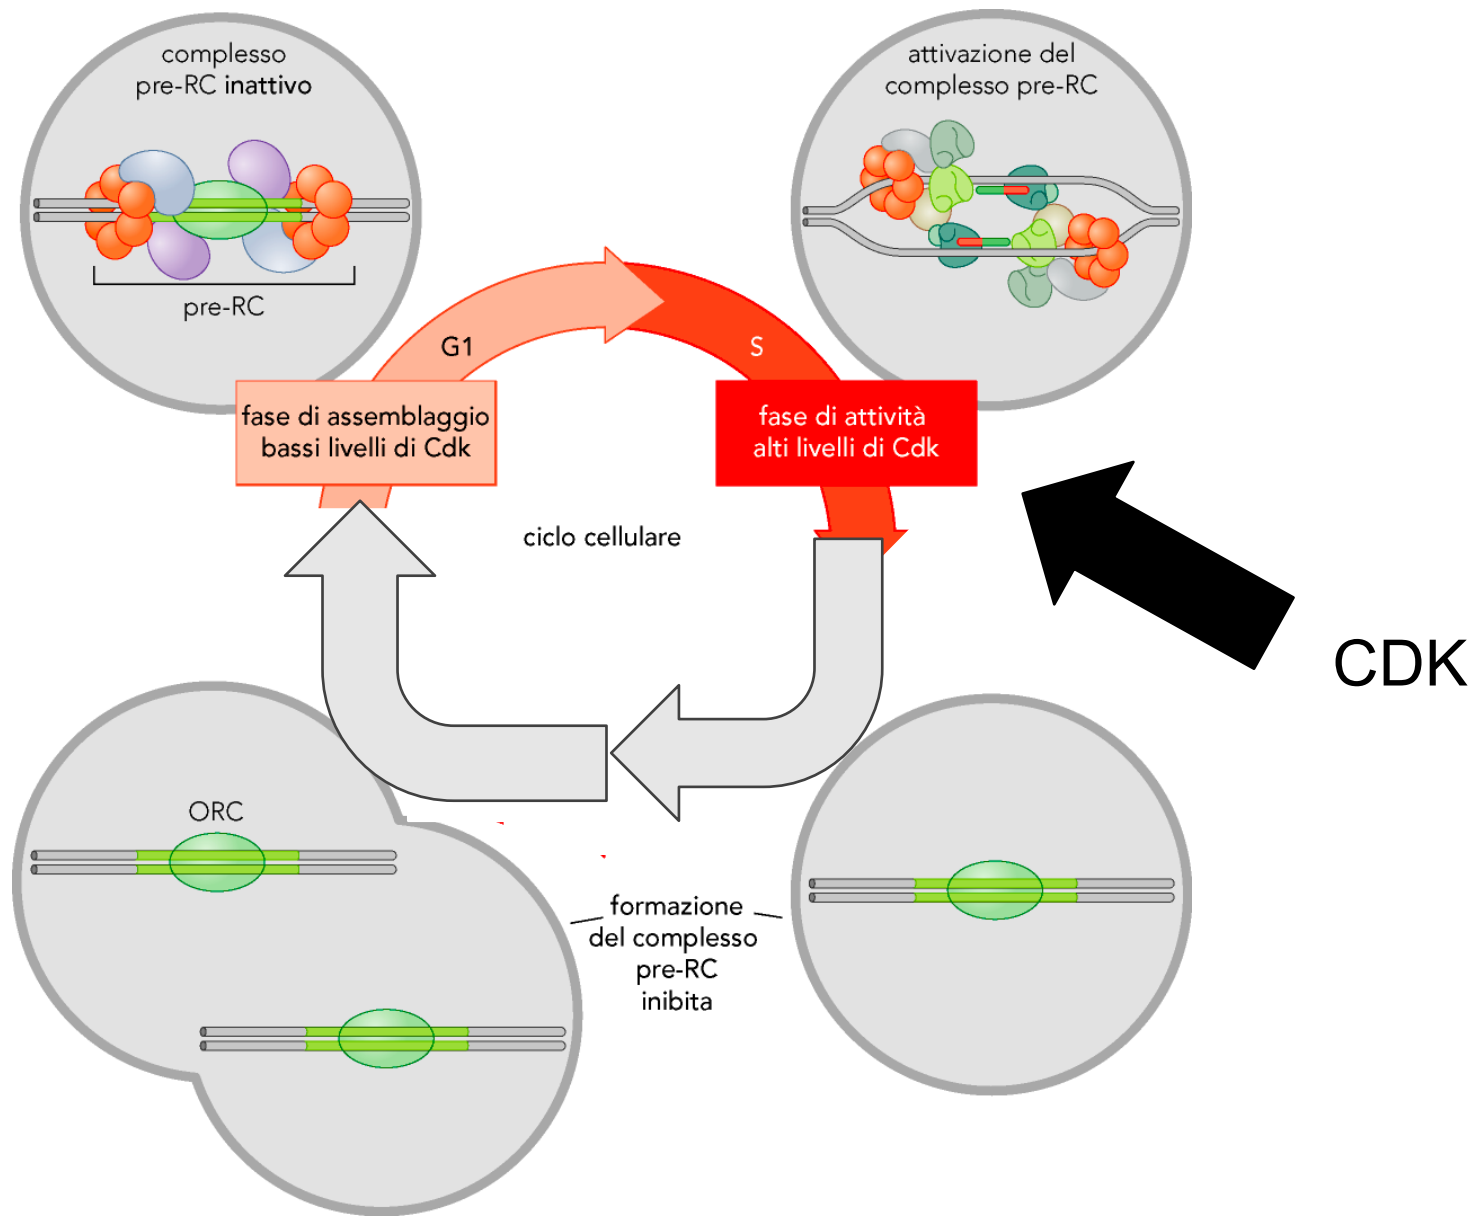 complesso
pre-RC inattivo
pre-RC
attivazione del
complesso pre-RC
G1
S
fase di assemblaggio
bassi livelli di Cdk
fase di attività
alti livelli di Cdk
ciclo cellulare
CDK
ORC
formazione
del complesso
pre-RC
inibita